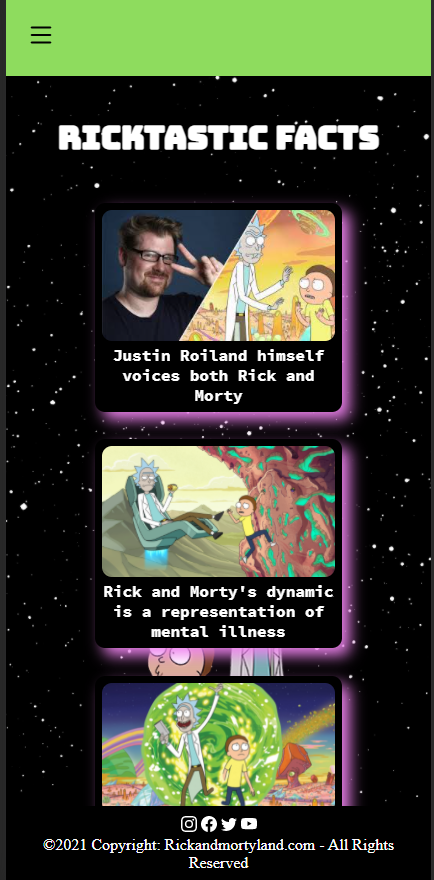 RICKTASTIC FACTS
Justin Roiland himself
voices both Rick and
Morty
Rick and Morty's dynamic
is a representation of
mental illness
©2021 Copyright: Rickandmortyland.com - All Rights
Reserved